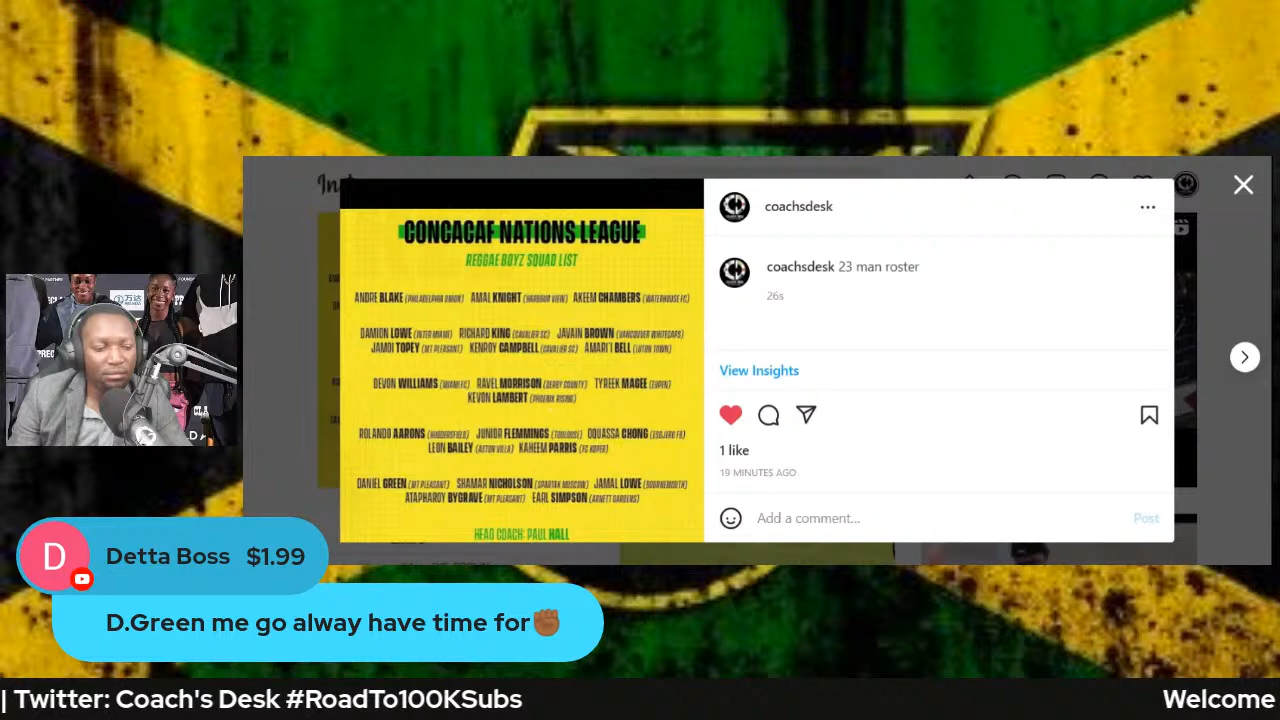 CONCACAF NATIONS LEAGUE
REGGAE BOYZ SQUAD LIST
ANDRE BLAKE (PHILADELPHIA UNION) AMAL KNIGHT (HARBOUR VIEW) AKEEM CHAMBERS (WATERHOUSE FC)
DAMION LOWE (INTER MIAMI) RICHARD KING (CAVALIER SC) JAVAIN BROWN (VANCOUVER WHITECAPS)
JAMOI TOPEY (MT PLEASANT) KENROY CAMPBELL (CAVALIER SC) AMARI'I BELL (LUTON TOWN)
DEVON WILLIAMS (MIAMI FC) RAVEL MORRISON (DERBY COUNTY) TYREEK MAGEE (EUPEN)
KEVON LAMBERT (PHOENIX RISING)
ROLANDO AARONS (HUDDERSFIELD) JUNIOR FLEMMINGS (TOULOUSE) COUASSA CHONG (ESBJERG FB)
LEON BAILEY (ASTON VILLA) KAHEEM PARRIS (FC KOPER)
DANIEL GREEN (MT PLEASANT) SHAMAR NICHOLSON (SPARTAK MOSCOW) JAMAL LOWE (BOURNEMOUTH)
ATAPHAROY BYGRAVE (MT PLEASANT) EARL SIMPSON (ARNETT GARDENS)
HEAD COACH: PAUL HALL
coachsdesk
coachsdesk 23 man roster
26s
View Insights
1 like
19 MINUTES AGO
Add a comment...
Post
D
Detta Boss $1.99
D.Green me go alway have time for✊🏾
| Twitter: Coach's Desk #RoadTo100KSubs
Welcome